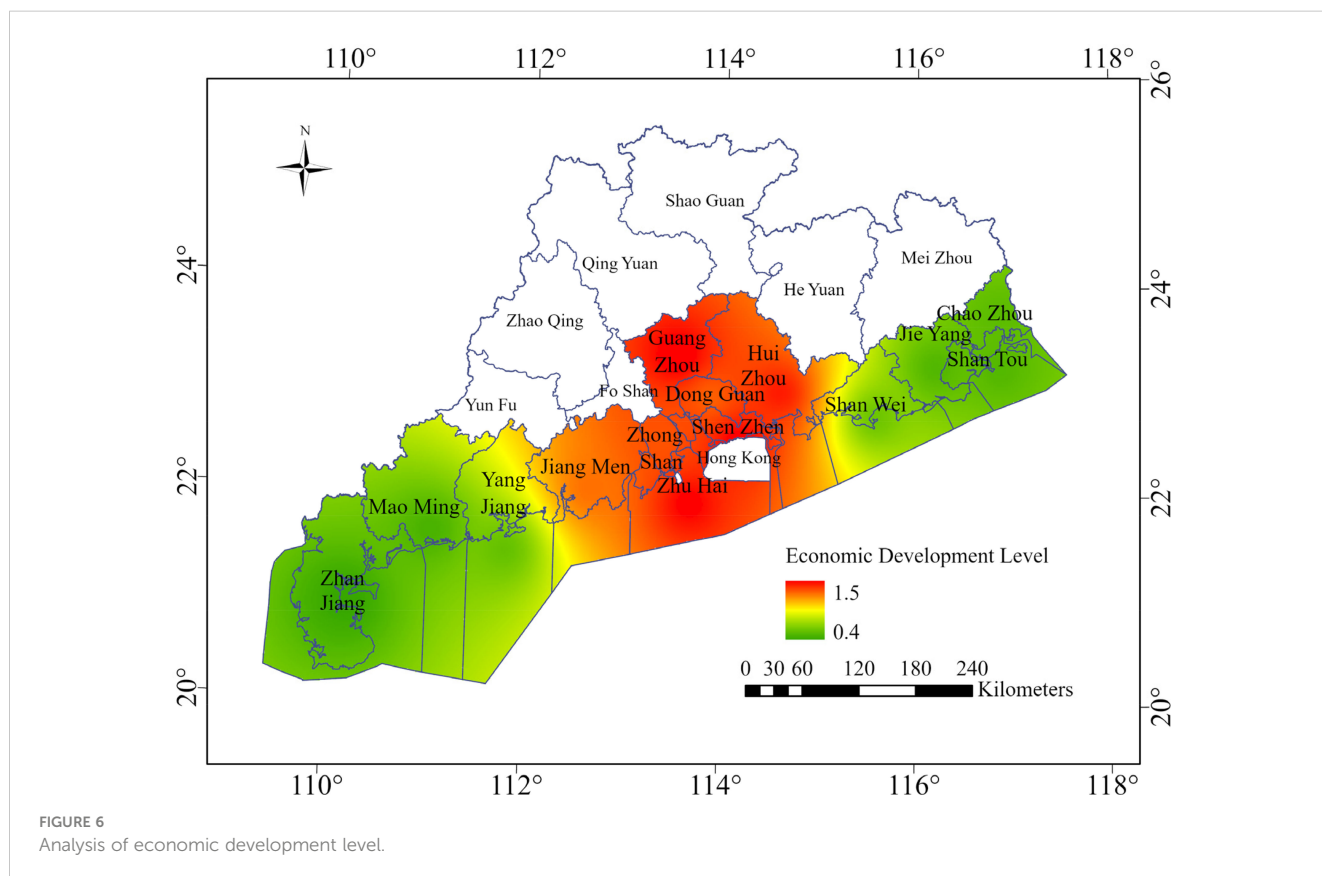 110° 112° 114° 116° 118°
26°
N
Shao Guan
24°
Qing Yuan
Mei Zhou
24°
He Yuan
Zhao Qing
Chao Zhou
Guang
Zhou
Jie Yang
Hui
Zhou
Shan Tou
Fo Shan
Dong Guan
Yun Fu
Shan Wei
Shen Zhen
Zhong
Shan
Hong Kong
22°
Jiang Men
Yang
Jiang
Zhu Hai
22°
Mao Ming
Economic Development Level
1.5
0.4
Zhan
Jiang
0 30 60 120 180 240
Kilometers
20°
20°
110° 112° 114° 116° 118°
FIGURE 6
Analysis of economic development level.